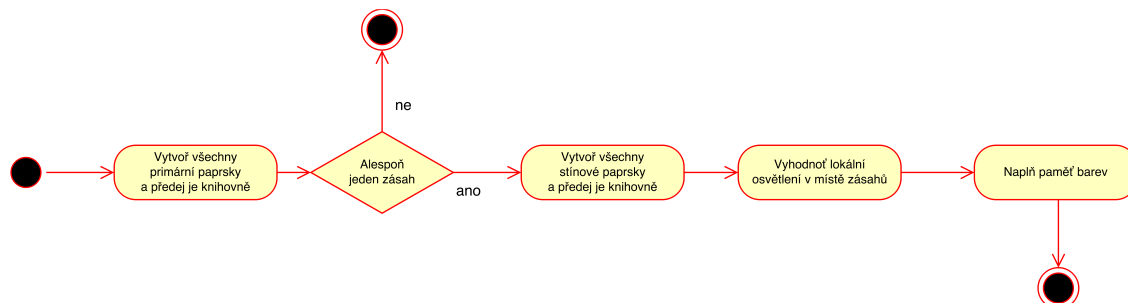 Vytvoř všechny
primární paprsky
a předej je knihovně
Alespoň
jeden zásah
ne
ano
Vytvoř všechny
stínové paprsky
a předej je knihovně
Vyhodnoť lokální
osvětlení v místě zásahů
Naplň paměť barev